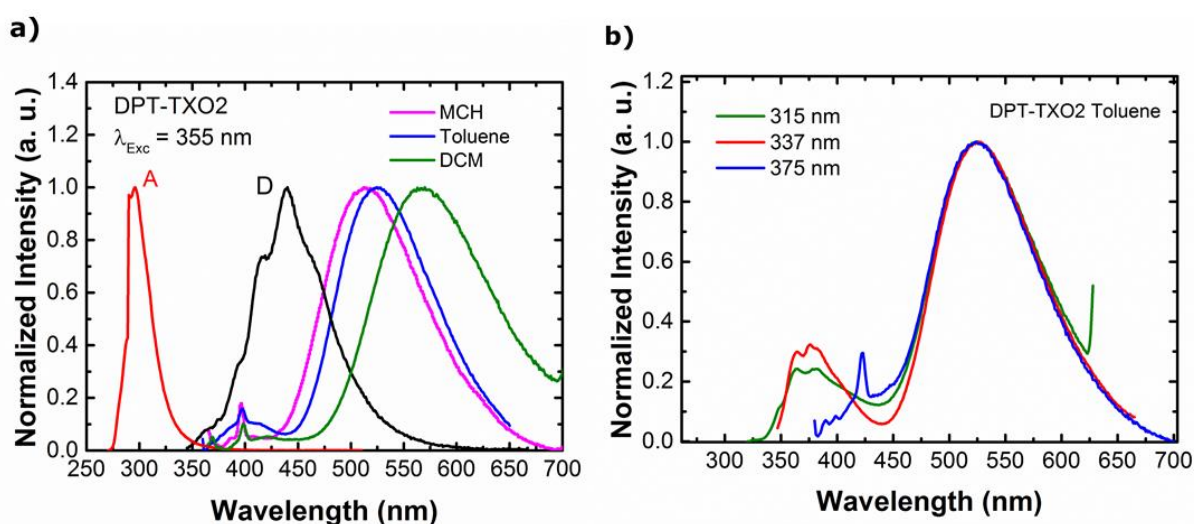 a)
DPT-TXO2
λExc = 355 nm
MCH
Toluene
DCM
A
D
Normalized Intensity (a. u.)
1.4
1.2
1.0
0.8
0.6
0.4
0.2
0.0
250 300 350 400 450 500 550 600 650 700
Wavelength (nm)
b)
315 nm
337 nm
375 nm
DPT-TXO2 Toluene
Normalized Intensity (a. u.)
1.2
1.0
0.8
0.6
0.4
0.2
0.0
300 350 400 450 500 550 600 650 700
Wavelength (nm)